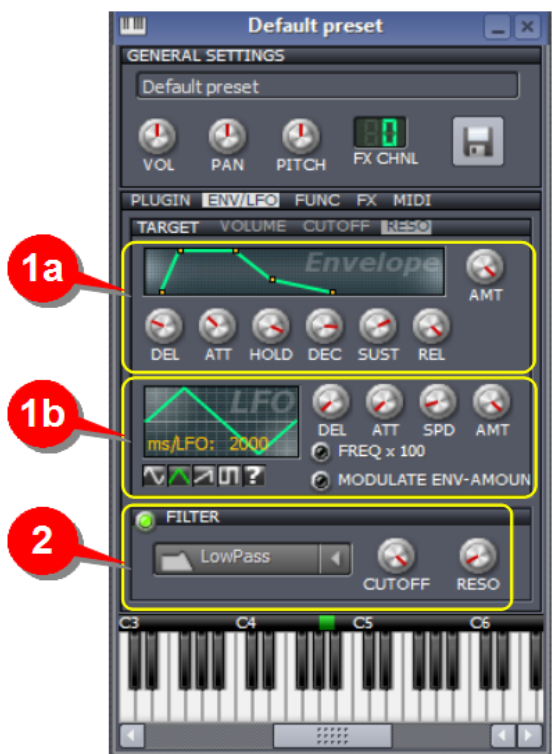 Default preset
GENERAL SETTINGS
Default preset
VOL PAN PITCH FX CHNL
PLUGIN ENV/LFO FUNC FX MIDI
TARGET VOLUME CUTOFF RESO
1a
Envelope
AMT
DEL ATT HOLD DEC SUST REL
1b
LFO
ms/LFO: 2000
DEL ATT SPD AMT
FREQ x 100
?
MODULATE ENV-AMOUN
2
FILTER
LowPass
CUTOFF RESO
C3 C4 C5 C6